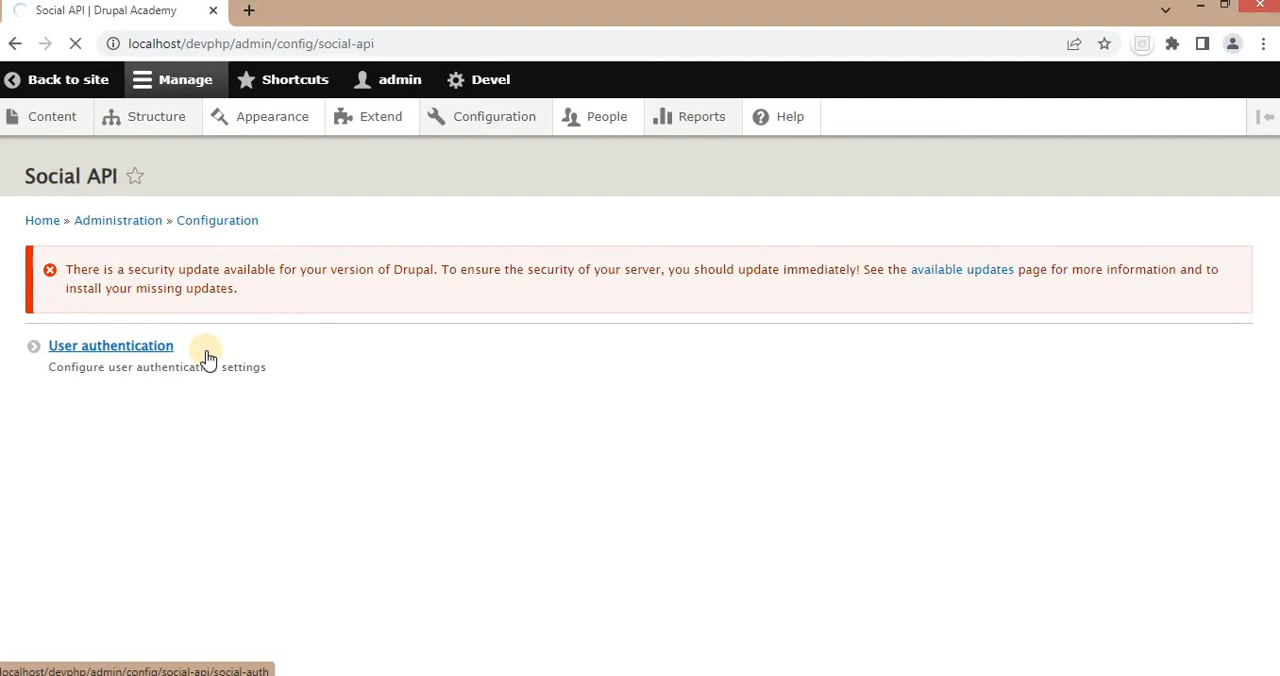 Social API | Drupal Academy
localhost/devphp/admin/config/social-api
Back to site Manage Shortcuts admin Devel
Content Structure Appearance Extend Configuration People Reports Help
Social API
Home » Administration » Configuration
There is a security update available for your version of Drupal. To ensure the security of your server, you should update immediately! See the available updates page for more information and to
install your missing updates.
User authentication
Configure user authentication settings
localhost/devphp/admin/config/social-api/social-auth